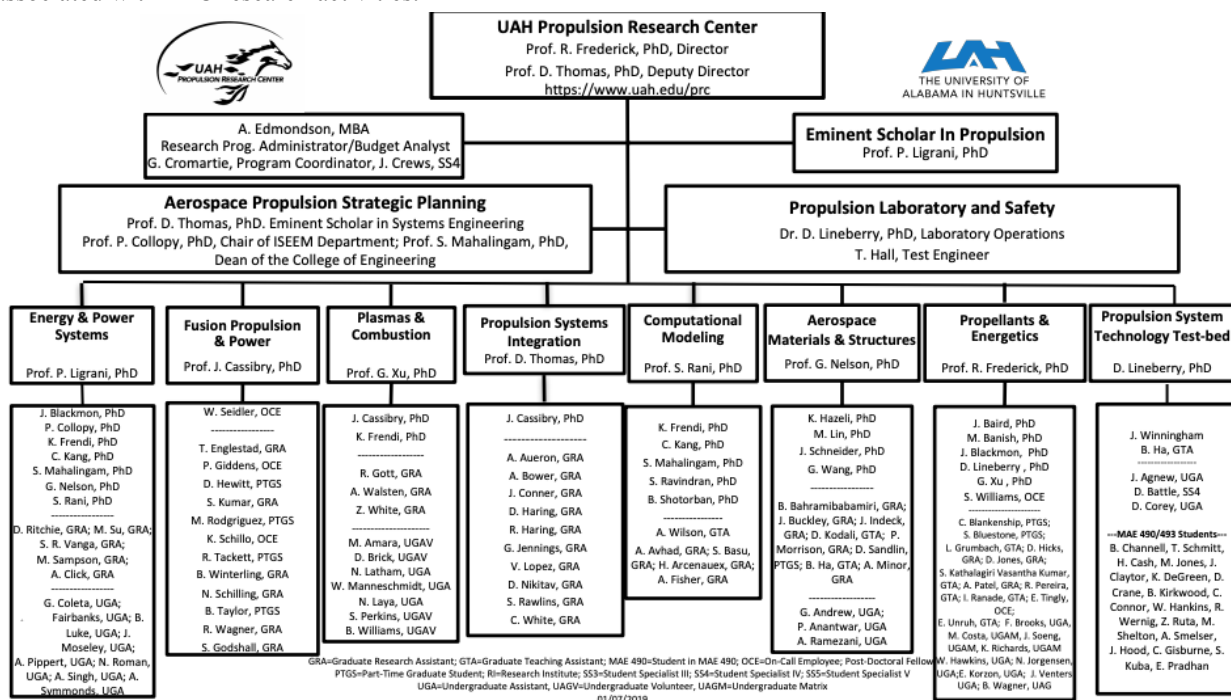 UAH Propulsion Research Center
Prof. R. Frederick, PhD, Director
Prof. D. Thomas, PhD, Deputy Director
https://www.uah.edu/prc
UAH
PROPULSION RESEARCH CENTER
UAH
THE UNIVERSITY OF
ALABAMA IN HUNTSVILLE
A. Edmondson, MBA
Research Prog. Administrator/Budget Analyst
G. Cromartie, Program Coordinator, J. Crews, SS4
Eminent Scholar In Propulsion
Prof. P. Ligrani, PhD
Aerospace Propulsion Strategic Planning
Prof. D. Thomas, PhD. Eminent Scholar in Systems Engineering
Prof. P. Collopy, PhD, Chair of ISEEM Department; Prof. S. Mahalingam, PhD,
Dean of the College of Engineering
Propulsion Laboratory and Safety
Dr. D. Lineberry, PhD, Laboratory Operations
T. Hall, Test Engineer
Energy & Power
Systems
Prof. P. Ligrani, PhD
J. Blackmon, PhD
P. Collopy, PhD
K. Frendi, PhD
C. Kang, PhD
S. Mahalingam, PhD
G. Nelson, PhD
S. Rani, PhD
-----------------
D. Ritchie, GRA; M. Su, GRA;
S. R. Vanga, GRA;
M. Sampson, GRA;
A. Click, GRA
-----------------
G. Coleta, UGA;
Fairbanks, UGA; B.
Luke, UGA; J.
Moseley, UGA;
A. Pippert, UGA; N. Roman,
UGA; A. Singh, UGA; A.
Symmonds, UGA
Fusion Propulsion
& Power
Prof. J. Cassibry, PhD
W. Seidler, OCE
-----------------
T. Englestad, GRA
P. Giddens, OCE
D. Hewitt, PTGS
S. Kumar, GRA
M. Rodgriguez, PTGS
K. Schillo, OCE
R. Tackett, PTGS
B. Winterling, GRA
N. Schilling, GRA
B. Taylor, PTGS
R. Wagner, GRA
S. Godshall, GRA
Plasmas &
Combustion
Prof. G. Xu, PhD
J. Cassibry, PhD
K. Frendi, PhD
-----------------
R. Gott, GRA
A. Walsten, GRA
Z. White, GRA
-------------------
M. Amara, UGAV
D. Brick, UGAV
N. Latham, UGA
W. Manneschmidt, UGA
N. Laya, UGA
S. Perkins, UGAV
B. Williams, UGAV
Propulsion Systems
Integration
Prof. D. Thomas, PhD
J. Cassibry, PhD
--------------------
A. Aueron, GRA
A. Bower, GRA
J. Conner, GRA
D. Haring, GRA
R. Haring, GRA
G. Jennings, GRA
V. Lopez, GRA
D. Nikitav, GRA
S. Rawlins, GRA
C. White, GRA
Computational
Modeling
Prof. S. Rani, PhD
K. Frendi, PhD
C. Kang, PhD
S. Mahalingam, PhD
S. Ravindran, PhD
B. Shotorban, PhD
-----------------
A. Wilson, GTA
A. Avhad, GRA; S. Basu,
GRA; H. Arcenaux, GRA;
A. Fisher, GRA
Aerospace
Materials & Structures
Prof. G. Nelson, PhD
K. Hazeli, PhD
M. Lin, PhD
J. Schneider, PhD
G. Wang, PhD
-----------------
B. Bahramibabamiri, GRA;
J. Buckley, GRA; J. Indeck,
GRA; D. Kodali, GTA; P.
Morrison, GRA; D. Sandlin,
PTGS; B. Ha, GTA; A. Minor,
GRA
-----------------
G. Andrew, UGA;
P. Anantwar, UGA
A. Ramezani, UGA
Propellants &
Energetics
Prof. R. Frederick, PhD
J. Baird, PhD
M. Banish, PhD
J. Blackmon, PhD
D. Lineberry , PhD
G. Xu , PhD
S. Williams, OCE
--------------------
C. Blankenship, PTGS;
S. Bluestone, PTGS;
L. Grumbach, GTA; D. Hicks,
GRA; D. Jones, GRA;
S. Kathalagiri Vasantha Kumar,
GTA; A. Patel, GRA; R. Pereira,
GTA; I. Ranade, GTA; E. Tingly,
OCE;
E. Unruh, GTA; F. Brooks, UGA,
M. Costa, UGAM, J. Soeng,
UGAM, K. Richards, UGAM
W. Hawkins, UGA; N. Jorgensen,
UGA;E. Korzon, UGA; J. Venters
UGA; B. Wagner, UAG
Propulsion System
Technology Test-bed
D. Lineberry, PhD
J. Winningham
B. Ha, GTA
-----------------
J. Agnew, UGA
D. Battle, SS4
D. Corey, UGA
---MAE 490/493 Students---
B. Channell, T. Schmitt,
H. Cash, M. Jones, J.
Claytor, K. DeGreen, D.
Crane, B. Kirkwood, C.
Connor, W. Hankins, R.
Wernig, Z. Ruta, M.
Shelton, A. Smelser,
J. Hood, C. Gisburne, S.
Kuba, E. Pradhan
GRA=Graduate Research Assistant; GTA=Graduate Teaching Assistant; MAE 490=Student in MAE 490; OCE=On-Call Employee; Post-Doctoral Fellow
PTGS=Part-Time Graduate Student; RI=Research Institute; SS3=Student Specialist III; SS4=Student Specialist IV; SS5=Student Specialist V
UGA=Undergraduate Assistant, UAGV=Undergraduate Volunteer, UAGM=Undergraduate Matrix
01/07/2019